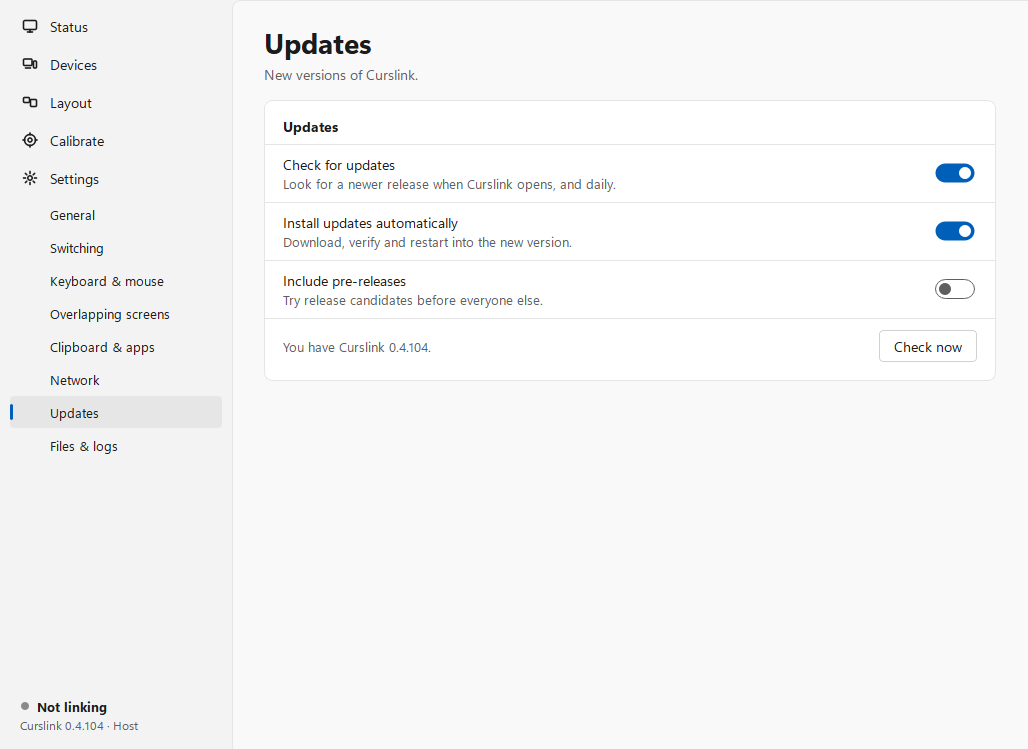 Status
Devices
Layout
Calibrate
Settings
General
Switching
Keyboard & mouse
Overlapping screens
Clipboard & apps
Network
Updates
Files & logs
Not linking
Curslink 0.4.104 · Host
Updates
New versions of Curslink.
Updates
Check for updates
Look for a newer release when Curslink opens, and daily.
Install updates automatically
Download, verify and restart into the new version.
Include pre-releases
Try release candidates before everyone else.
You have Curslink 0.4.104.
Check now